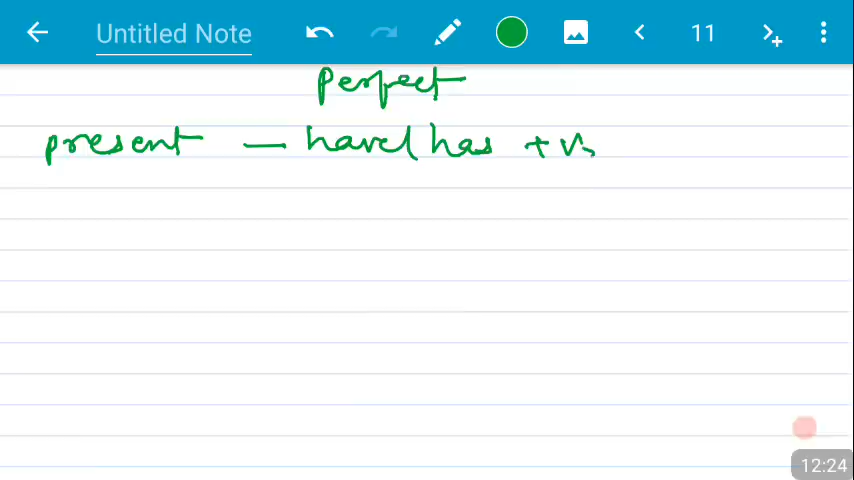 Untitled Note
11
Perfect
present — have/has + V3
12:24